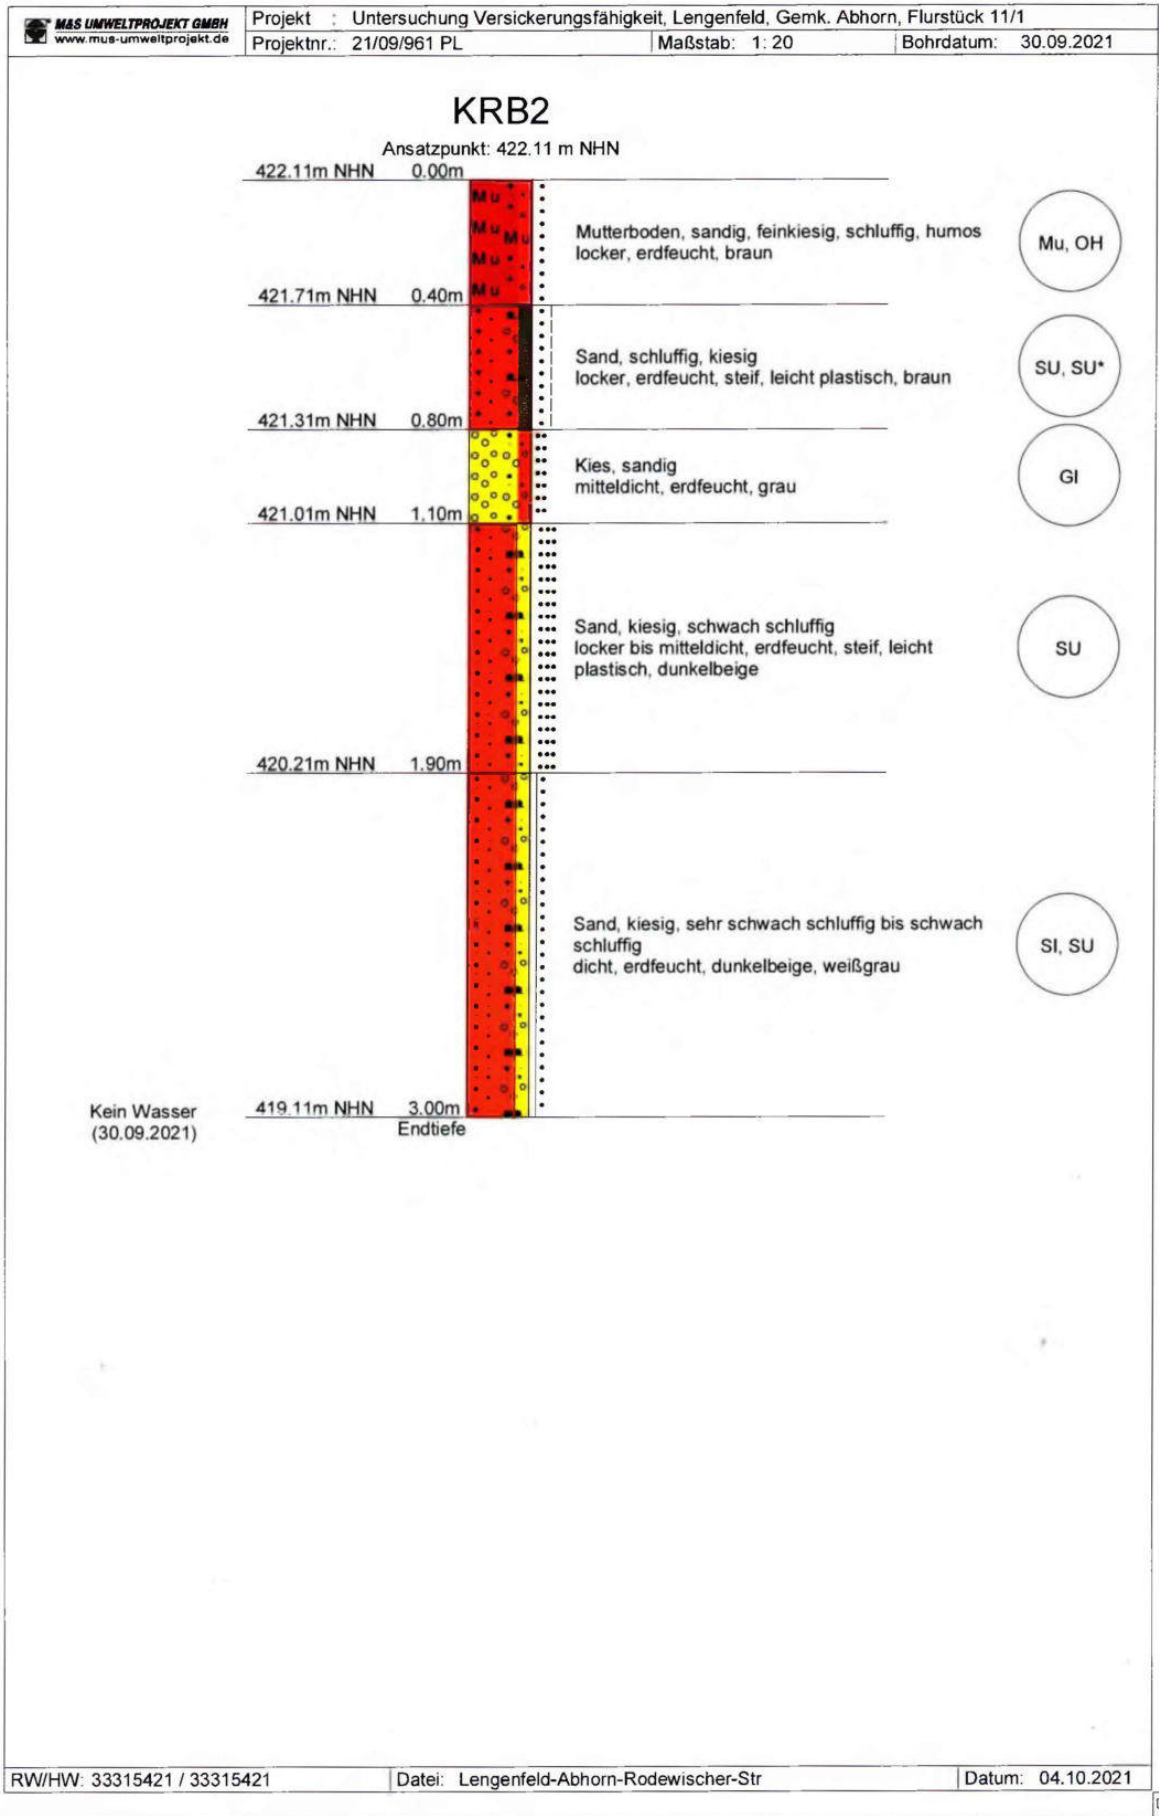 M&S UMWELTPROJEKT GMBH
www.mus-umweltprojekt.de
Projekt : Untersuchung Versickerungsfähigkeit, Lengenfeld, Gemk. Abhorn, Flurstück 11/1
Projektnr.: 21/09/961 PL Maßstab: 1: 20 Bohrdatum: 30.09.2021
KRB2
Ansatzpunkt: 422.11 m NHN
422.11m NHN 0.00m
Mu
Mu
Mu
Mu
Mu
Mutterboden, sandig, feinkiesig, schluffig, humos
locker, erdfeucht, braun
Mu, OH
421.71m NHN 0.40m
Sand, schluffig, kiesig
locker, erdfeucht, steif, leicht plastisch, braun
SU, SU*
421.31m NHN 0.80m
Kies, sandig
mitteldicht, erdfeucht, grau
GI
421.01m NHN 1.10m
Sand, kiesig, schwach schluffig
locker bis mitteldicht, erdfeucht, steif, leicht
plastisch, dunkelbeige
SU
420.21m NHN 1.90m
Sand, kiesig, sehr schwach schluffig bis schwach
schluffig
dicht, erdfeucht, dunkelbeige, weißgrau
SI, SU
Kein Wasser
(30.09.2021)
419.11m NHN 3.00m
Endtiefe
RW/HW: 33315421 / 33315421 Datei: Lengenfeld-Abhorn-Rodewischer-Str Datum: 04.10.2021